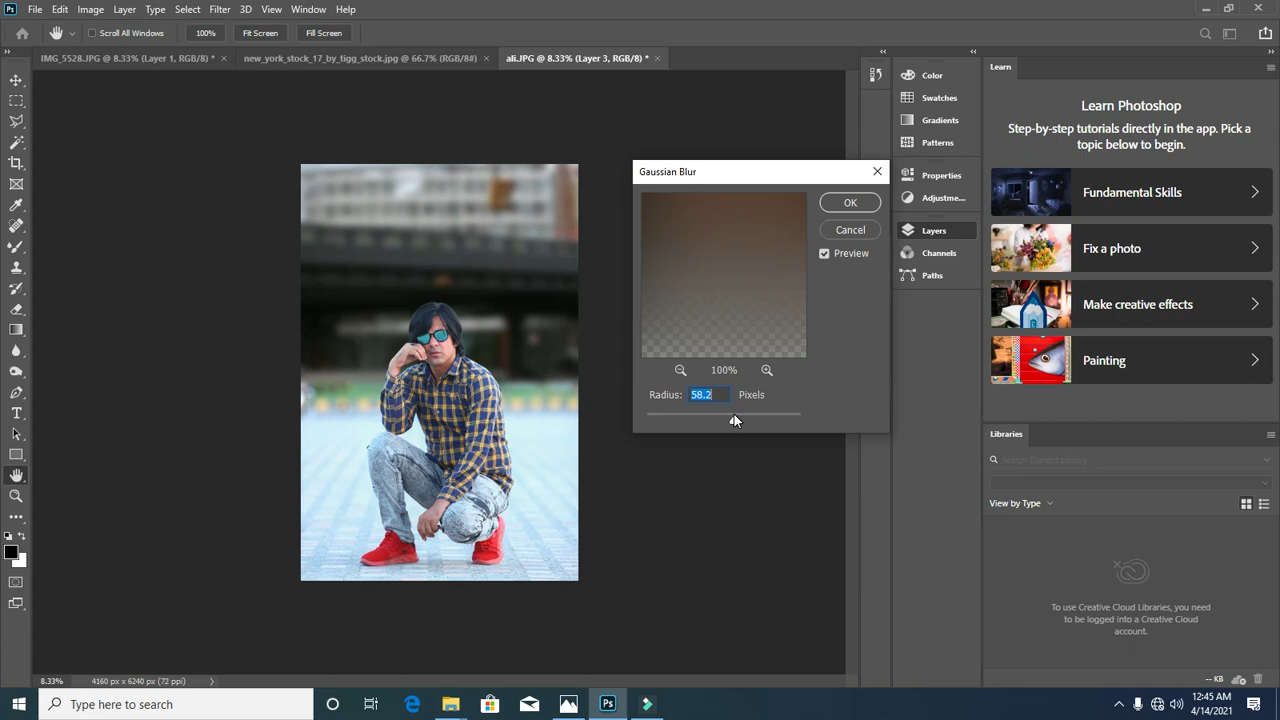 Ps File Edit Image Layer Type Select Filter 3D View Window Help
Scroll All Windows 100% Fit Screen Fill Screen
IMG_5528.JPG @ 8.33% (Layer 1, RGB/8) * × new_york_stock_17_by_tigg_stock.jpg @ 66.7% (RGB/8#) × ali.JPG @ 8.33% (Layer 3, RGB/8) * ×
Color
Swatches
Gradients
Patterns
Properties
Adjustme...
Layers
Channels
Paths
Learn
Learn Photoshop
Step-by-step tutorials directly in the app. Pick a
topic below to begin.
Fundamental Skills
Fix a photo
Make creative effects
Painting
Gaussian Blur
OK
Cancel
Preview
100%
Radius: 58.2 Pixels
Libraries
Search Current Library
View by Type
To use Creative Cloud Libraries, you need
to be logged into a Creative Cloud
account.
-- KB
8.33% 4160 px x 6240 px (72 ppi)
Type here to search
Ps
12:45 AM
4/14/2021